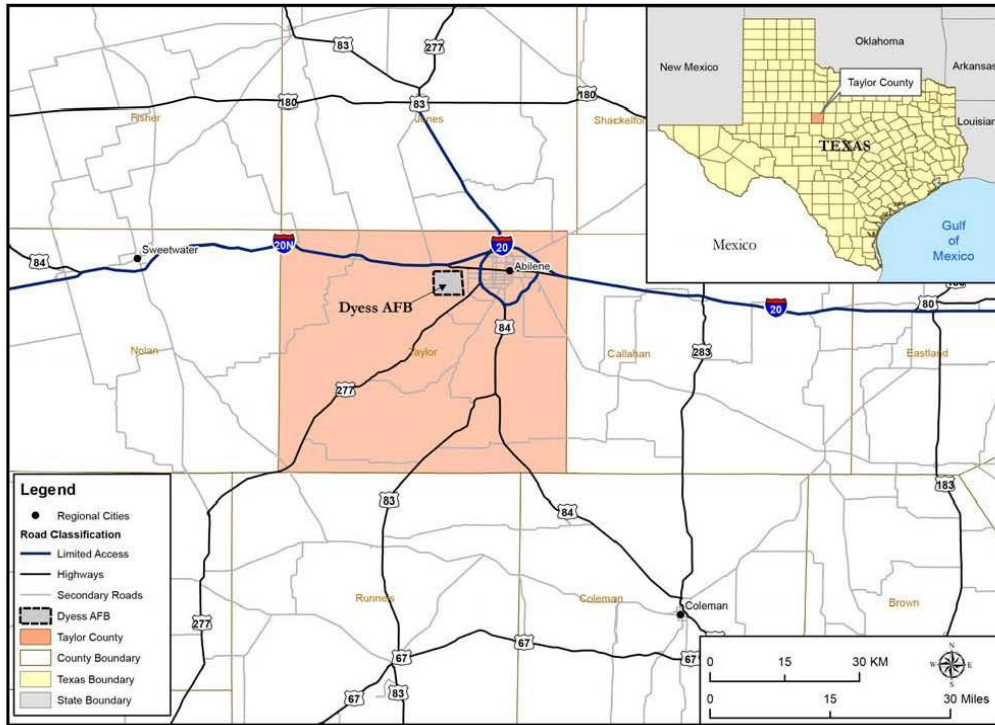 83
277
180
83
180
Fisher
Jones
Shackelfor
New Mexico
Oklahoma
Arkansas
Taylor County
Louisian
TEXAS
Mexico
Gulf
of
Mexico
84
Sweetwater
20N
20
Abilene
Dyess AFB
84
20
80
Nolan
Taylor
Callahan
283
Eastland
277
83
84
183
277
Runnels
Coleman
Coleman
Brown
67
67
67
67
83
Legend
Regional Cities
Road Classification
Limited Access
Highways
Secondary Roads
Dyess AFB
Taylor County
County Boundary
Texas Boundary
State Boundary
0 15 30 KM
0 15 30 Miles
N
W E
S